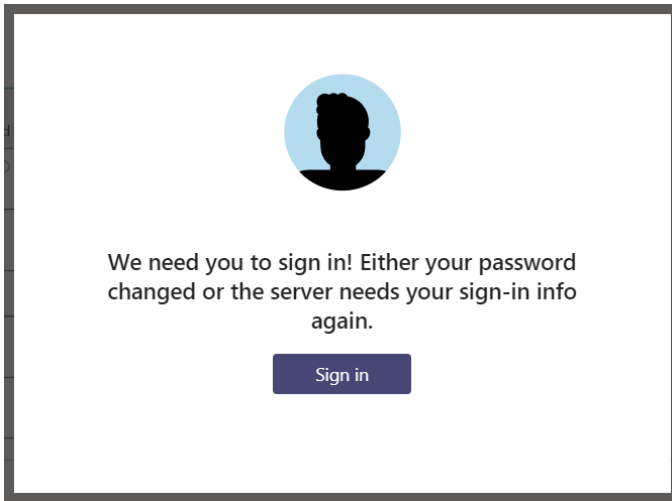 We need you to sign in! Either your password
changed or the server needs your sign-in info
again.
Sign in